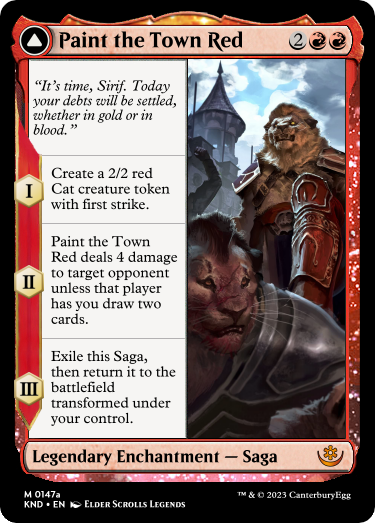 Paint the Town Red 2
“It’s time, Sirif. Today
your debts will be settled,
whether in gold or in
blood.”
I
Create a 2/2 red
Cat creature token
with first strike.
II
Paint the Town
Red deals 4 damage
to target opponent
unless that player
has you draw two
cards.
III
Exile this Saga,
then return it to the
battlefield
transformed under
your control.
Legendary Enchantment — Saga
M 0147a
KND • EN Elder Scrolls Legends
™ & © 2023 CanterburyEgg